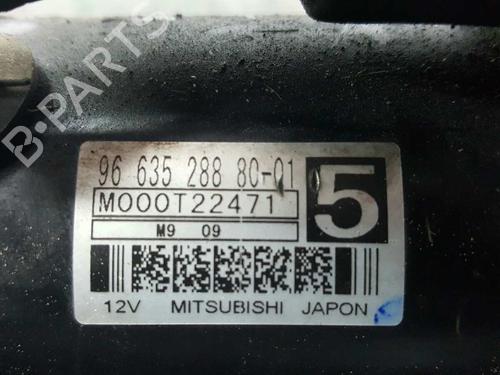 B-PARTS
96 635 288 80-01
5
M000T22471
M9 09
12V MITSUBISHI JAPON